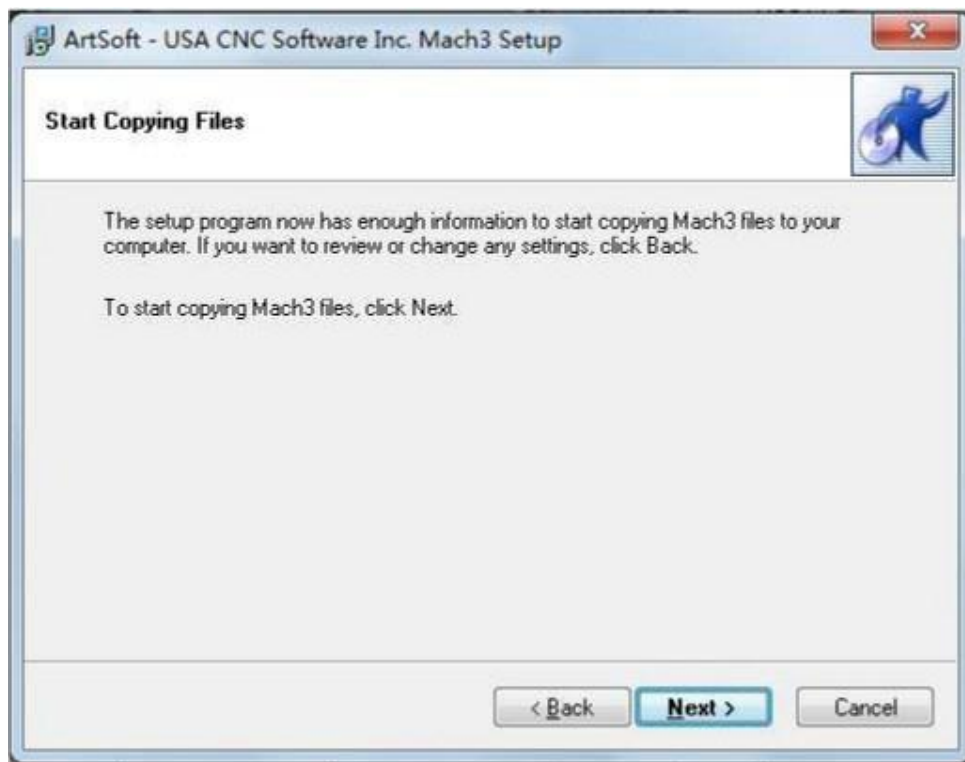 ArtSoft - USA CNC Software Inc. Mach3 Setup
Start Copying Files
The setup program now has enough information to start copying Mach3 files to your
computer. If you want to review or change any settings, click Back.
To start copying Mach3 files, click Next.
< Back Next > Cancel